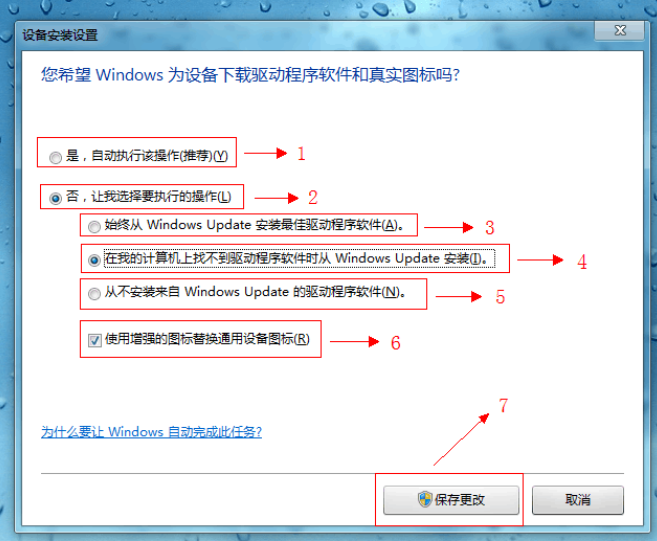 设备安装设置
您希望 Windows 为设备下载驱动程序软件和真实图标吗?
是，自动执行该操作(推荐)(Y) 1
否，让我选择要执行的操作(L) 2
始终从 Windows Update 安装最佳驱动程序软件(A)。 3
在我的计算机上找不到驱动程序软件时从 Windows Update 安装(I)。 4
从不安装来自 Windows Update 的驱动程序软件(N)。 5
使用增强的图标替换通用设备图标(R) 6
7
为什么要让 Windows 自动完成此任务?
保存更改 取消